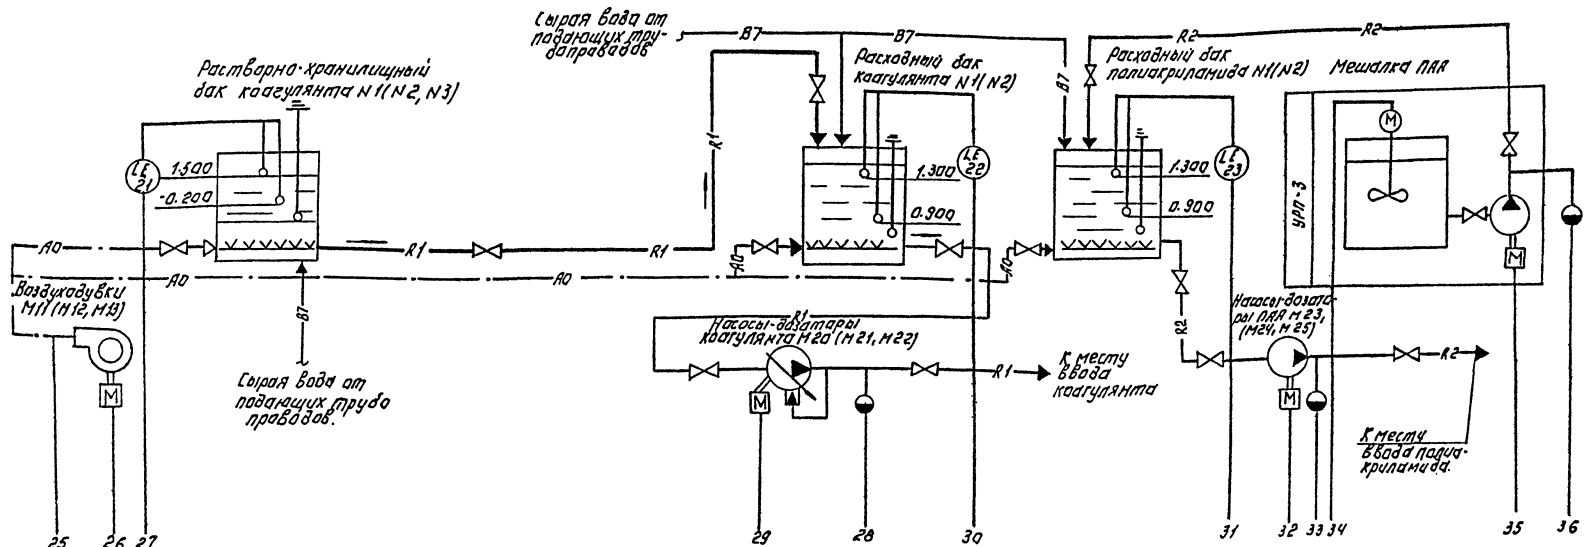 Сырая вода от
подающих тру-
бопроводов
В7
В7
R2
R2
Растворно-хранилищный
бак коагулянта N1(N2, N3)
Расходный бак
коагулянта N1(N2)
Расходный бак
полиакриламида N1(N2)
Мешалка ПАА
В7
R1
М
LE
21
1.500
-0.200
LE
22
1.300
0.900
LE
23
1.300
0.900
УРП-3
М
А0
R1
R1
А0
А0
А0
А0
Воздуходувки
М11(М12, М13)
М
В7
Сырая вода от
подающих трубо
проводов.
R1
Насосы-дозаторы
коагулянта М20 (М21, М22)
М
R1
К месту
ввода
коагулянта
R2
Насосы-дозато-
ры ПАА М23,
(М24, М25)
М
R2
К месту
ввода полиа-
криламида.
25
26
27
29
28
30
31
32
33
34
35
36